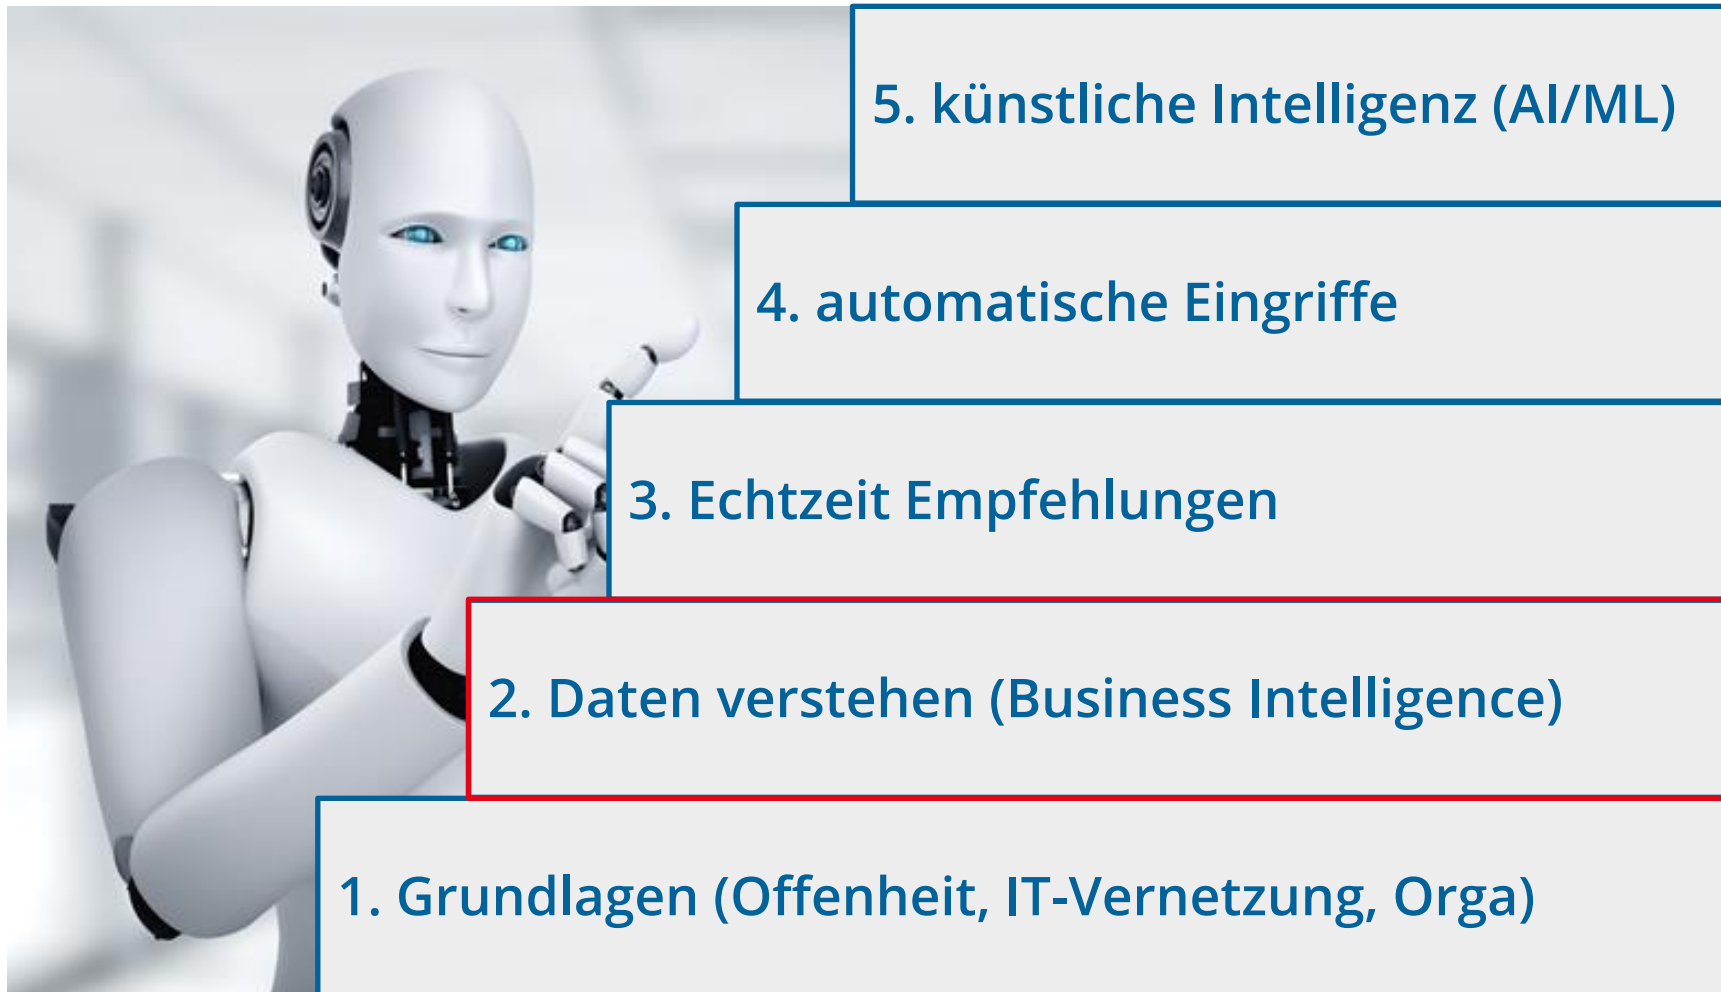 5. künstliche Intelligenz (AI/ML)
4. automatische Eingriffe
3. Echtzeit Empfehlungen
2. Daten verstehen (Business Intelligence)
1. Grundlagen (Offenheit, IT-Vernetzung, Orga)